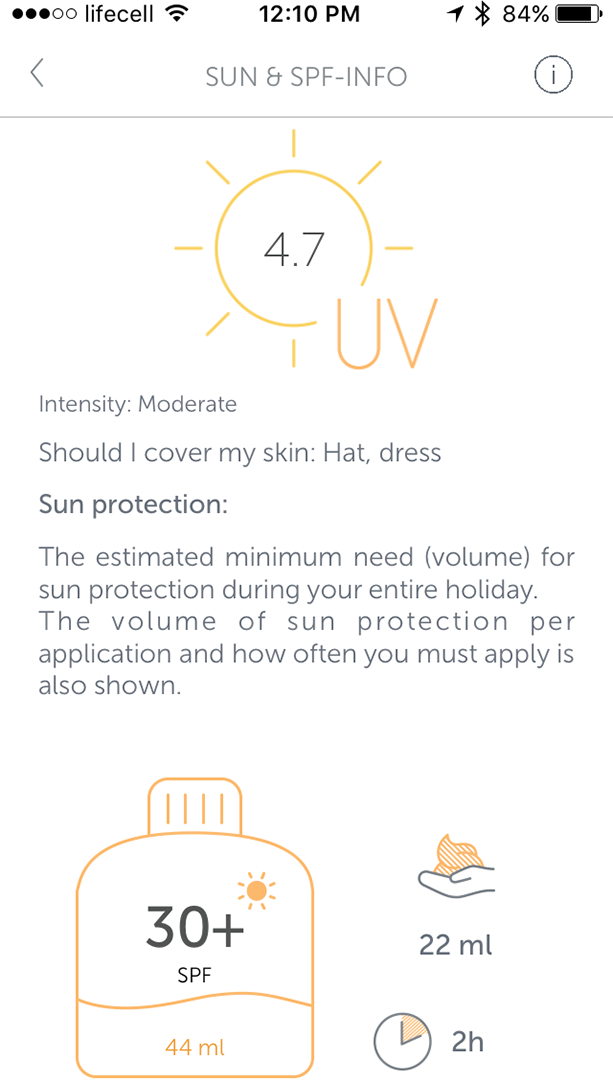 lifecell 12:10 PM 84%
SUN & SPF-INFO i
4.7
UV
Intensity: Moderate
Should I cover my skin: Hat, dress
Sun protection:
The estimated minimum need (volume) for
sun protection during your entire holiday.
The volume of sun protection per
application and how often you must apply is
also shown.
30+
SPF
44 ml
22 ml
2h